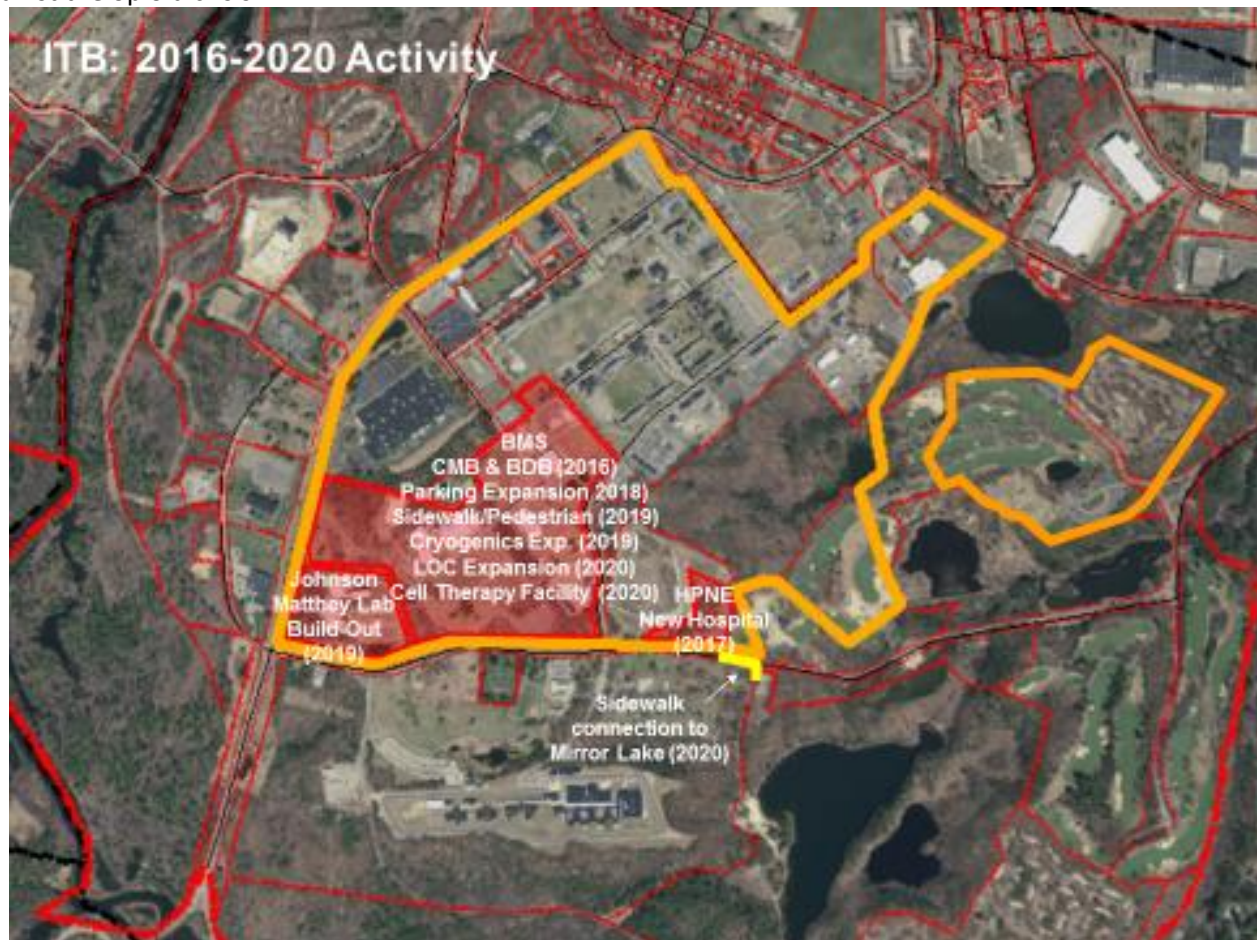 ITB: 2016-2020 Activity
BMS
CMB & BDB (2016)
Parking Expansion 2018)
Sidewalk/Pedestrian (2019)
Cryogenics Exp. (2019)
LOC Expansion (2020)
Cell Therapy Facility (2020)
Johnson
Matthey Lab
Build-Out
(2019)
HPNE
New Hospital
(2017)
Sidewalk
connection to
Mirror Lake (2020)